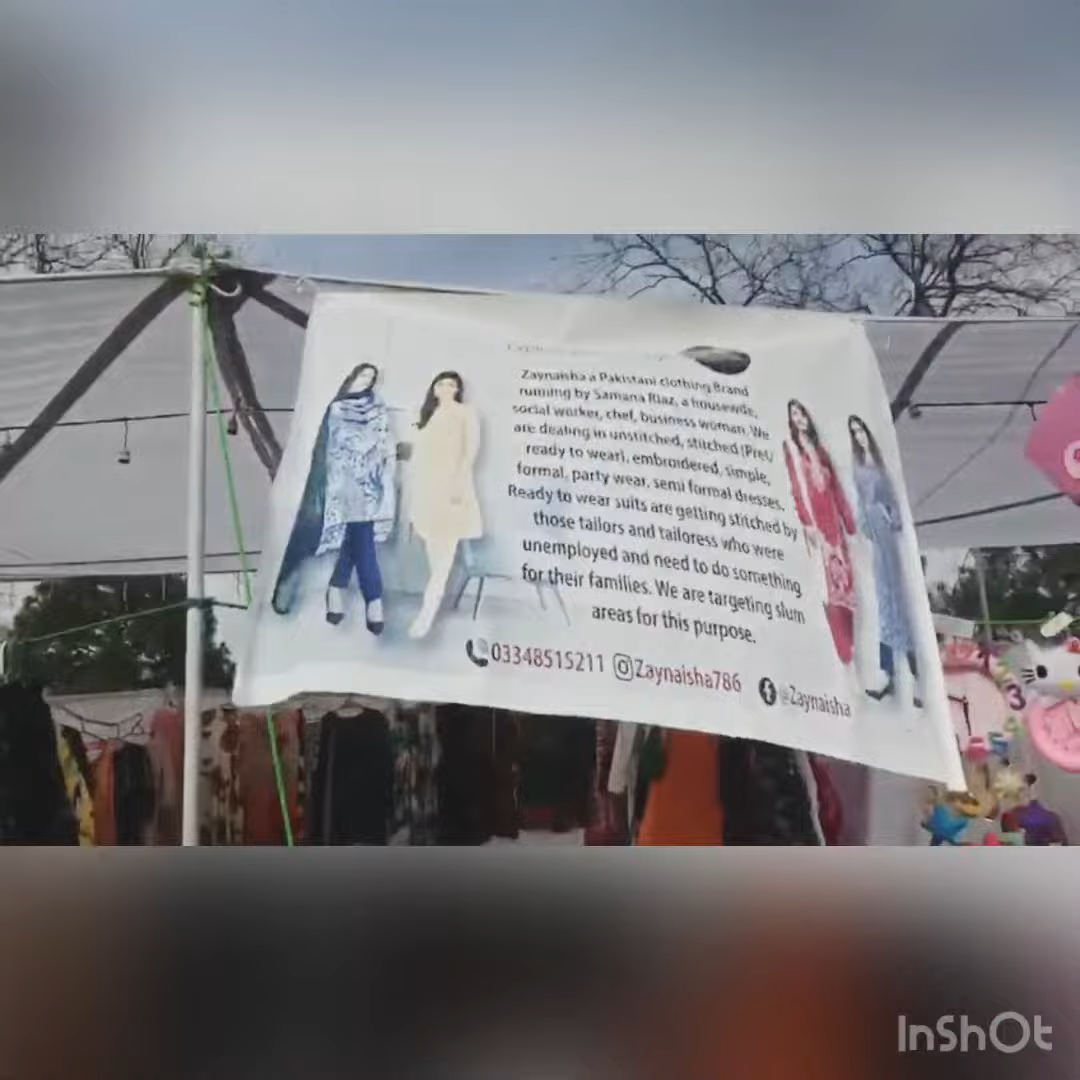 Zaynaisha a Pakistani clothing Brand
running by Samana Riaz, a housewife,
social worker, chef, business woman. We
are dealing in unstitched, stitched (Pret/
ready to wear), embroidered, simple,
formal, party wear, semi formal dresses.
Ready to wear suits are getting stitched by
those tailors and tailoress who were
unemployed and need to do something
for their families. We are targeting slum
areas for this purpose.
03348515211 Zaynaisha786 @Zaynaisha
3
InShOt